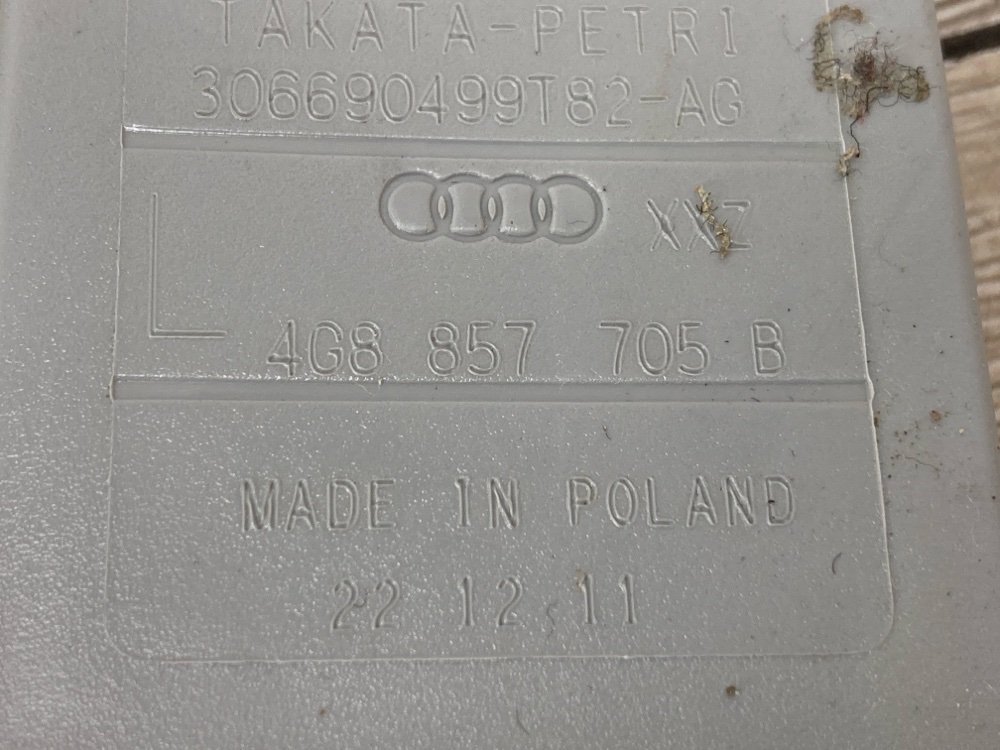 TAKATA-PETRI
306690499T82-AG
XXZ
L
4G8 857 705 B
MADE IN POLAND
22 12 11